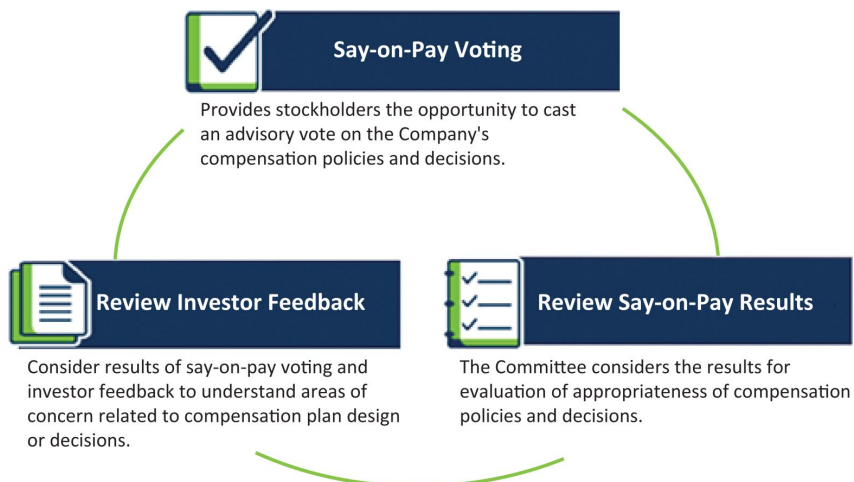 Say-on-Pay Voting
Provides stockholders the opportunity to cast
an advisory vote on the Company's
compensation policies and decisions.
Review Investor Feedback
Consider results of say-on-pay voting and
investor feedback to understand areas of
concern related to compensation plan design
or decisions.
Review Say-on-Pay Results
The Committee considers the results for
evaluation of appropriateness of compensation
policies and decisions.